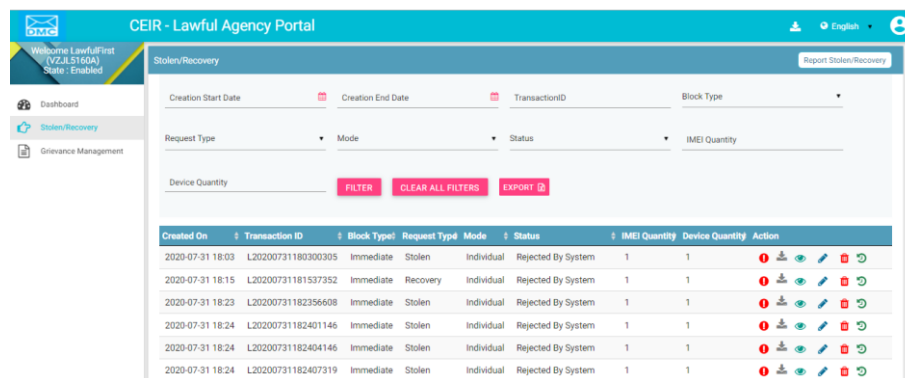 DMC
CEIR - Lawful Agency Portal
English
Welcome LawfulFirst
(VZJL5160A)
State : Enabled
Dashboard
Stolen/Recovery
Grievance Management
Stolen/Recovery
Report Stolen/Recovery
Creation Start Date
Creation End Date
TransactionID
Block Type
Request Type
Mode
Status
IMEI Quantity
Device Quantity
FILTER
CLEAR ALL FILTERS
EXPORT
Created On Transaction ID Block Type Request Type Mode Status IMEI Quantity Device Quantity Action
2020-07-31 18:03 L20200731180300305 Immediate Stolen Individual Rejected By System 1 1
2020-07-31 18:15 L20200731181537352 Immediate Recovery Individual Rejected By System 1 1
2020-07-31 18:23 L20200731182356608 Immediate Stolen Individual Rejected By System 1 1
2020-07-31 18:24 L20200731182401146 Immediate Stolen Individual Rejected By System 1 1
2020-07-31 18:24 L20200731182404146 Immediate Stolen Individual Rejected By System 1 1
2020-07-31 18:24 L20200731182407319 Immediate Stolen Individual Rejected By System 1 1